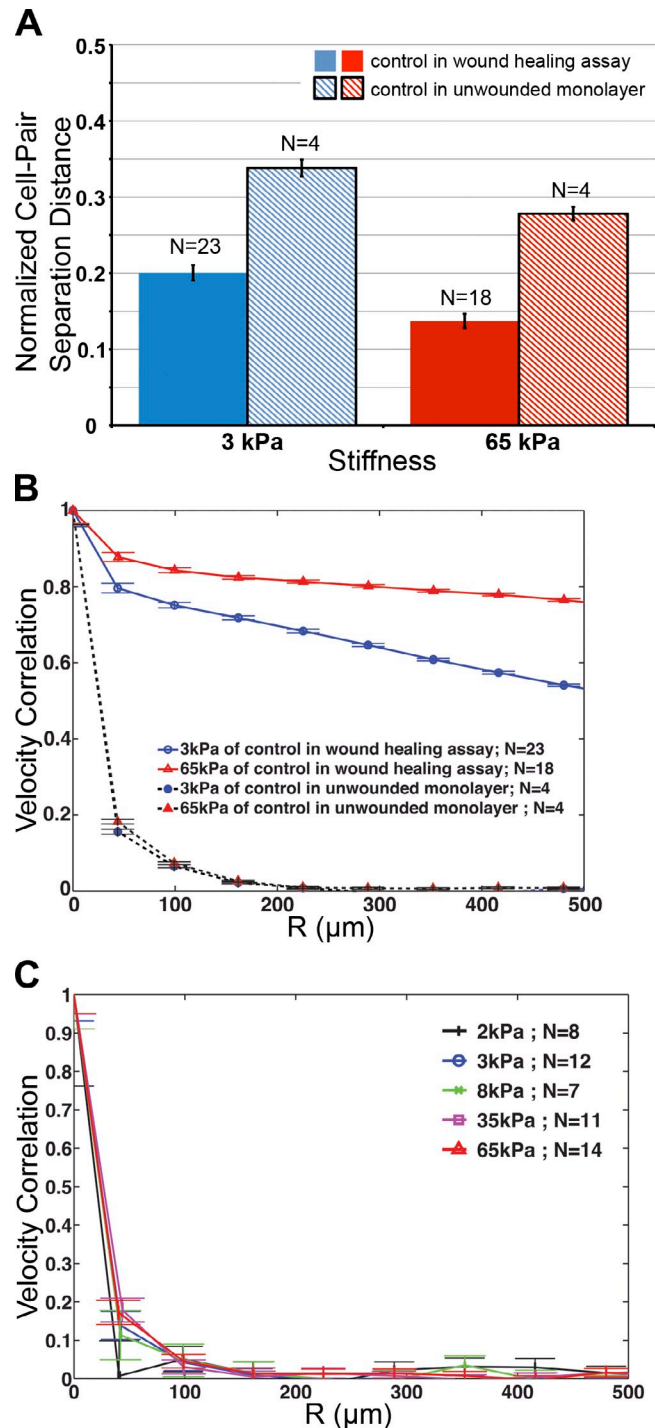 A
0.5
0.4
0.3
0.2
0.1
0
Normalized Cell-Pair
Separation Distance
control in wound healing assay
control in unwounded monolayer
N=23
N=4
N=18
N=4
3 kPa
65 kPa
Stiffness
B
1
0.8
0.6
0.4
0.2
0
Velocity Correlation
3kPa of control in wound healing assay; N=23
65kPa of control in wound healing assay; N=18
3kPa of control in unwounded monolayer; N=4
65kPa of control in unwounded monolayer ; N=4
0 100 200 300 400 500
R (μm)
C
1
0.9
0.8
0.7
0.6
0.5
0.4
0.3
0.2
0.1
0
Velocity Correlation
2kPa ; N=8
3kPa ; N=12
8kPa ; N=7
35kPa ; N=11
65kPa ; N=14
0 100 200 300 400 500
R (μm)